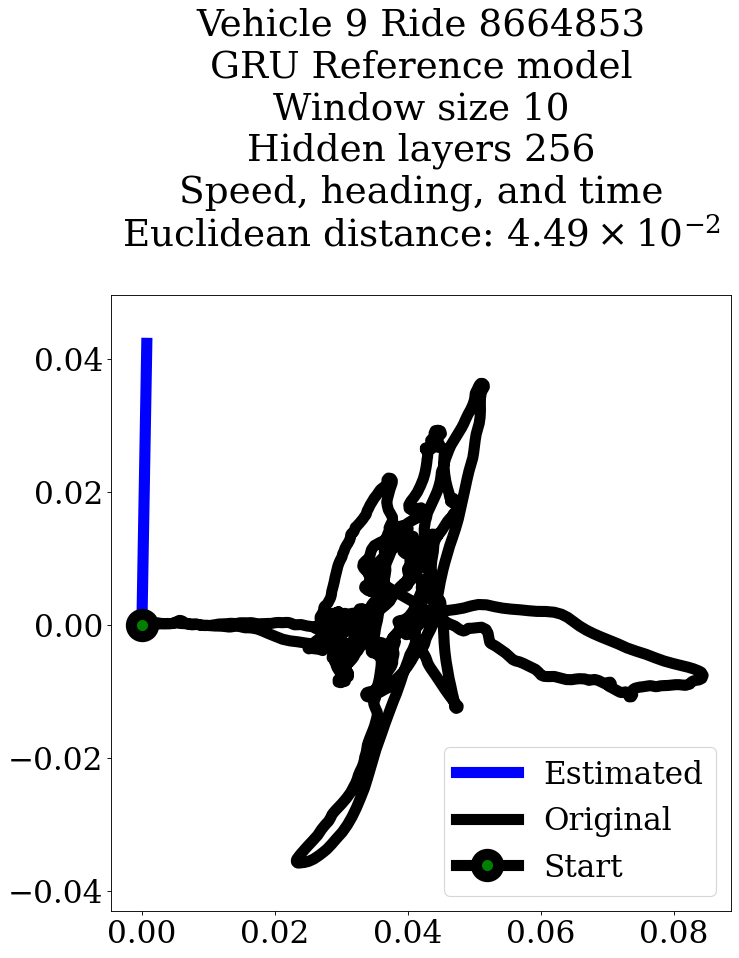 Vehicle 9 Ride 8664853
GRU Reference model
Window size 10
Hidden layers 256
Speed, heading, and time
Euclidean distance: 4.49 × 10⁻²
0.04
0.02
0.00
−0.02
−0.04
0.00 0.02 0.04 0.06 0.08
Estimated
Original
Start